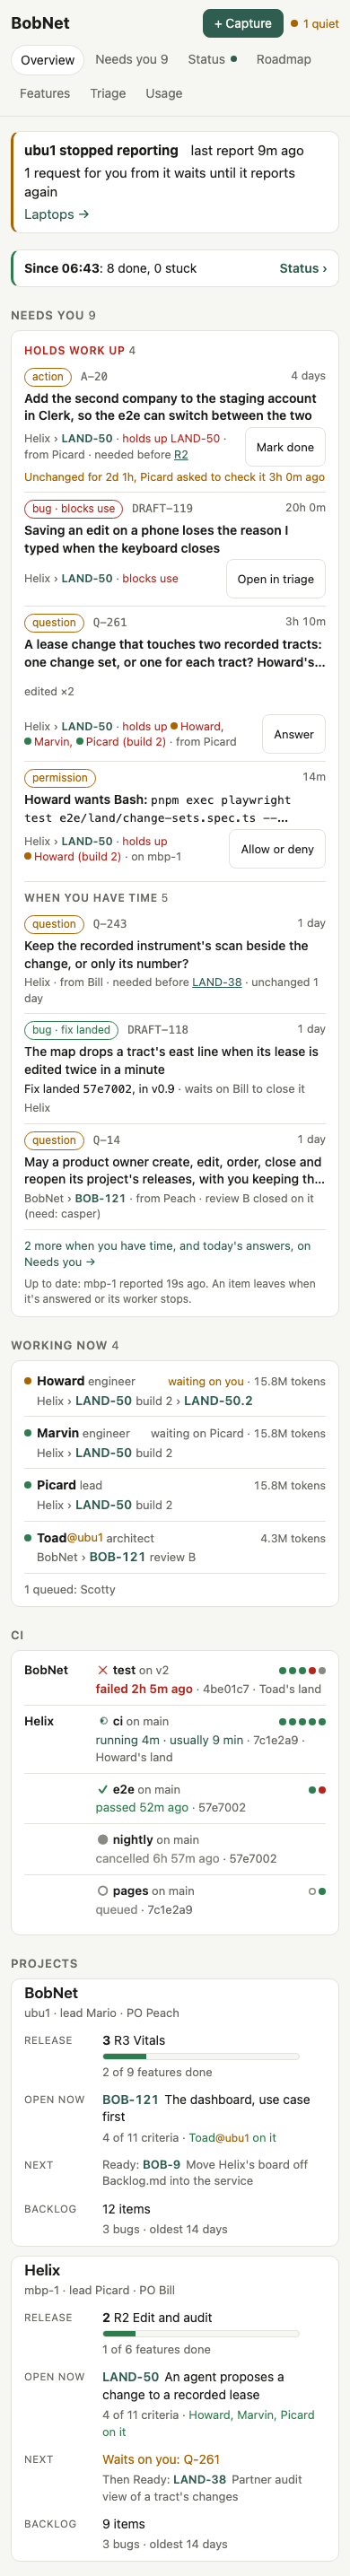 BobNet
+ Capture
1 quiet
Overview
Needs you 9
Status
Roadmap
Features
Triage
Usage
ubu1 stopped reporting last report 9m ago
1 request for you from it waits until it reports
again
Laptops →
Since 06:43: 8 done, 0 stuck
Status ›
NEEDS YOU 9
HOLDS WORK UP 4
action A-20 4 days
Add the second company to the staging account
in Clerk, so the e2e can switch between the two
Helix › LAND-50 · holds up LAND-50 ·
from Picard · needed before R2
Mark done
Unchanged for 2d 1h, Picard asked to check it 3h 0m ago
bug · blocks use DRAFT-119 20h 0m
Saving an edit on a phone loses the reason I
typed when the keyboard closes
Helix › LAND-50 · blocks use
Open in triage
question Q-261 3h 10m
A lease change that touches two recorded tracts:
one change set, or one for each tract? Howard's...
edited ×2
Helix › LAND-50 · holds up Howard,
Marvin, Picard (build 2) · from Picard
Answer
permission 14m
Howard wants Bash: pnpm exec playwright
test e2e/land/change-sets.spec.ts --...
Helix › LAND-50 · holds up
Howard (build 2) · on mbp-1
Allow or deny
WHEN YOU HAVE TIME 5
question Q-243 1 day
Keep the recorded instrument's scan beside the
change, or only its number?
Helix · from Bill · needed before LAND-38 · unchanged 1
day
bug · fix landed DRAFT-118 1 day
The map drops a tract's east line when its lease is
edited twice in a minute
Fix landed 57e7002, in v0.9 · waits on Bill to close it
Helix
question Q-14 1 day
May a product owner create, edit, order, close and
reopen its project's releases, with you keeping th...
BobNet › BOB-121 · from Peach · review B closed on it
(need: casper)
2 more when you have time, and today's answers, on
Needs you →
Up to date: mbp-1 reported 19s ago. An item leaves when
it's answered or its worker stops.
WORKING NOW 4
Howard engineer waiting on you · 15.8M tokens
Helix › LAND-50 build 2 › LAND-50.2
Marvin engineer waiting on Picard · 15.8M tokens
Helix › LAND-50 build 2
Picard lead 15.8M tokens
Helix › LAND-50 build 2
Toad@ubu1 architect 4.3M tokens
BobNet › BOB-121 review B
1 queued: Scotty
CI
BobNet test on v2
failed 2h 5m ago · 4be01c7 · Toad's land
Helix ci on main
running 4m · usually 9 min · 7c1e2a9 ·
Howard's land
e2e on main
passed 52m ago · 57e7002
nightly on main
cancelled 6h 57m ago · 57e7002
pages on main
queued · 7c1e2a9
PROJECTS
BobNet
ubu1 · lead Mario · PO Peach
RELEASE 3 R3 Vitals
2 of 9 features done
OPEN NOW BOB-121 The dashboard, use case
first
4 of 11 criteria · Toad@ubu1 on it
NEXT Ready: BOB-9 Move Helix's board off
Backlog.md into the service
BACKLOG 12 items
3 bugs · oldest 14 days
Helix
mbp-1 · lead Picard · PO Bill
RELEASE 2 R2 Edit and audit
1 of 6 features done
OPEN NOW LAND-50 An agent proposes a
change to a recorded lease
4 of 11 criteria · Howard, Marvin, Picard
on it
NEXT Waits on you: Q-261
Then Ready: LAND-38 Partner audit
view of a tract's changes
BACKLOG 9 items
3 bugs · oldest 14 days